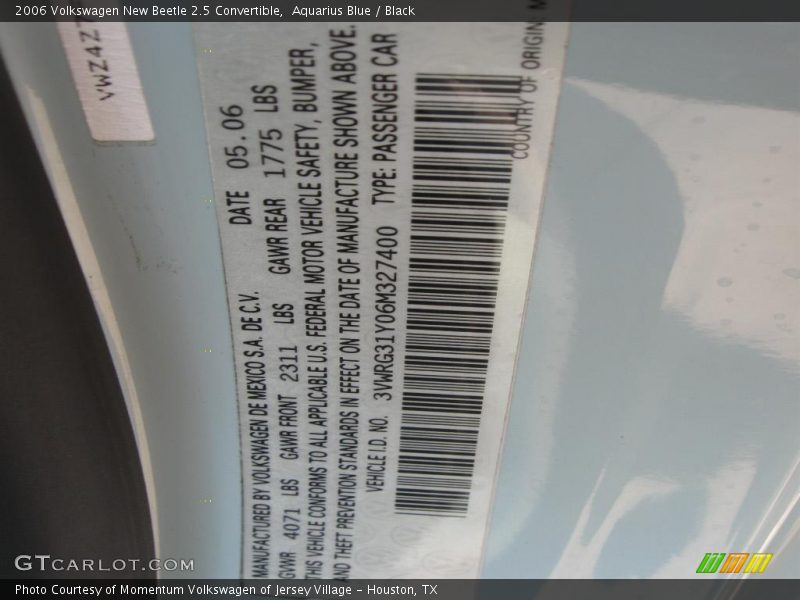 2006 Volkswagen New Beetle 2.5 Convertible,  Aquarius Blue / Black
VWZ4Z7
MANUFACTURED BY VOLKSWAGEN DE MEXICO S.A. DE C.V. DATE 05.06
GVWR 4071 LBS GAWR FRONT 2311 LBS GAWR REAR 1775 LBS
THIS VEHICLE CONFORMS TO ALL APPLICABLE U.S. FEDERAL MOTOR VEHICLE SAFETY, BUMPER,
AND THEFT PREVENTION STANDARDS IN EFFECT ON THE DATE OF MANUFACTURE SHOWN ABOVE.
VEHICLE I.D. NO. 3VWRG31Y06M327400 TYPE: PASSENGER CAR
COUNTRY OF ORIGIN: M
GTCARLOT.COM
Photo Courtesy of Momentum Volkswagen of Jersey Village - Houston, TX